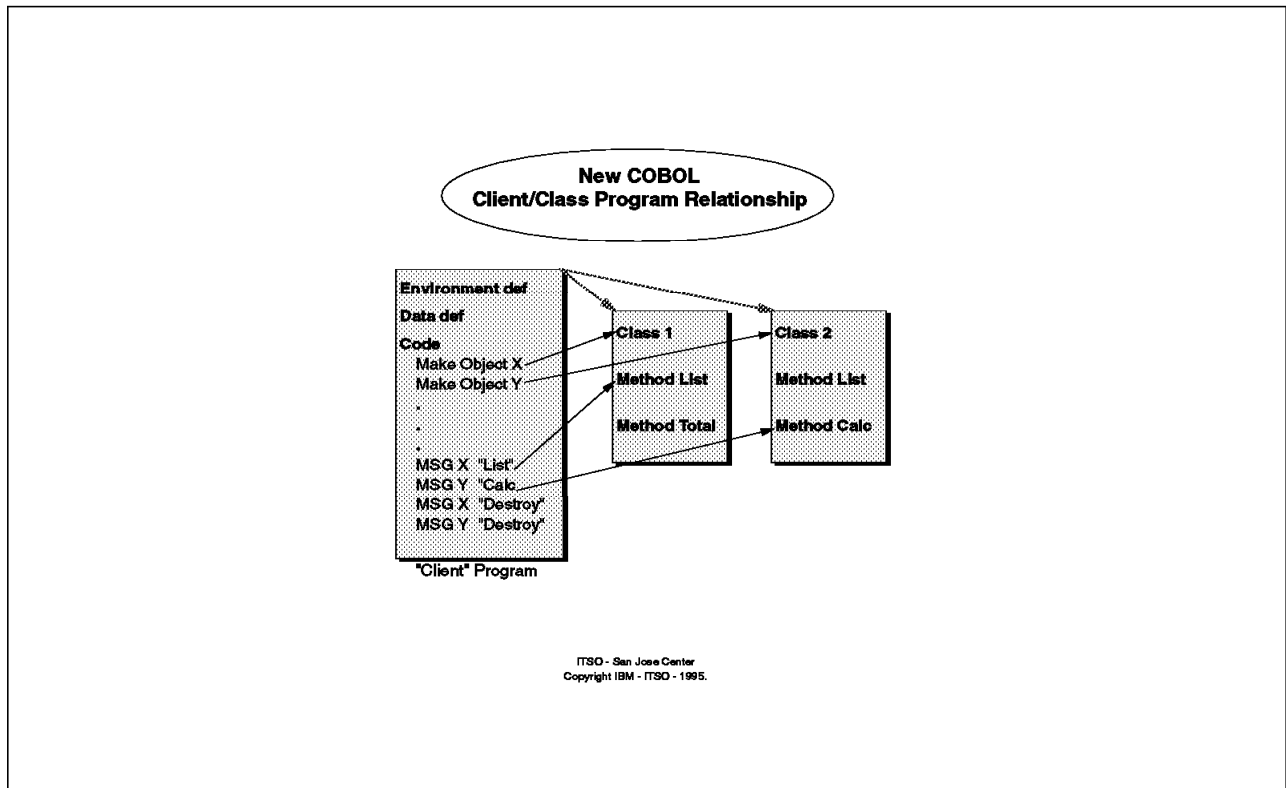 New COBOL
Client/Class Program Relationship
Environment def
Data def
Code
Make Object X
Make Object Y
.
.
.
MSG X "List"
MSG Y "Calc
MSG X "Destroy"
MSG Y "Destroy"
"Client" Program
Class 1
Method List
Method Total
Class 2
Method List
Method Calc
ITSO - San Jose Center
Copyright IBM - ITSO - 1995.